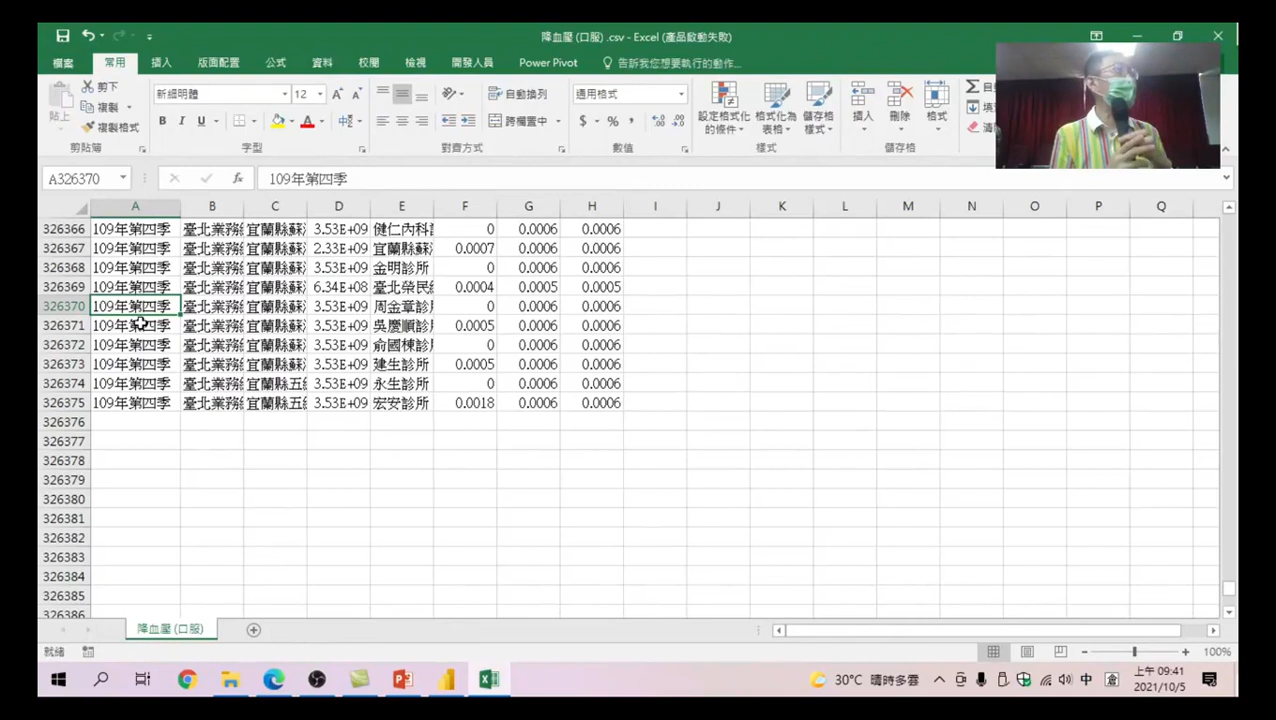 降血壓 (口服) .csv - Excel (產品啟動失敗)
檔案 常用 插入 版面配置 公式 資料 校閱 檢視 開發人員 Power Pivot 告訴我您想要執行的動作...
貼上 剪下 複製 複製格式 剪貼簿
新細明體 12 A A B I U A 中 字型
自動換列 跨欄置中 對齊方式
通用格式 $ % , 數值
設定格式化的條件 格式化為表格 儲存格樣式 樣式
插入 刪除 格式 儲存格
Σ 自 填 清
A326370 fx 109年第四季
A B C D E F G H I J K L M N O P Q
326366 109年第四季 臺北業務 宜蘭縣蘇 3.53E+09 健仁內科 0 0.0006 0.0006
326367 109年第四季 臺北業務 宜蘭縣蘇 2.33E+09 宜蘭縣蘇 0.0007 0.0006 0.0006
326368 109年第四季 臺北業務 宜蘭縣蘇 3.53E+09 金明診所 0 0.0006 0.0006
326369 109年第四季 臺北業務 宜蘭縣蘇 6.34E+08 臺北榮民 0.0004 0.0005 0.0005
326370 109年第四季 臺北業務 宜蘭縣蘇 3.53E+09 周金章診 0 0.0006 0.0006
326371 109年第四季 臺北業務 宜蘭縣蘇 3.53E+09 吳慶順診 0.0005 0.0006 0.0006
326372 109年第四季 臺北業務 宜蘭縣蘇 3.53E+09 俞國棟診 0 0.0006 0.0006
326373 109年第四季 臺北業務 宜蘭縣蘇 3.53E+09 建生診所 0.0005 0.0006 0.0006
326374 109年第四季 臺北業務 宜蘭縣五 3.53E+09 永生診所 0 0.0006 0.0006
326375 109年第四季 臺北業務 宜蘭縣五 3.53E+09 宏安診所 0.0018 0.0006 0.0006
326376
326377
326378
326379
326380
326381
326382
326383
326384
326385
326386
降血壓 (口服)
就緒 100%
30°C 晴時多雲 中 上午 09:41
2021/10/5